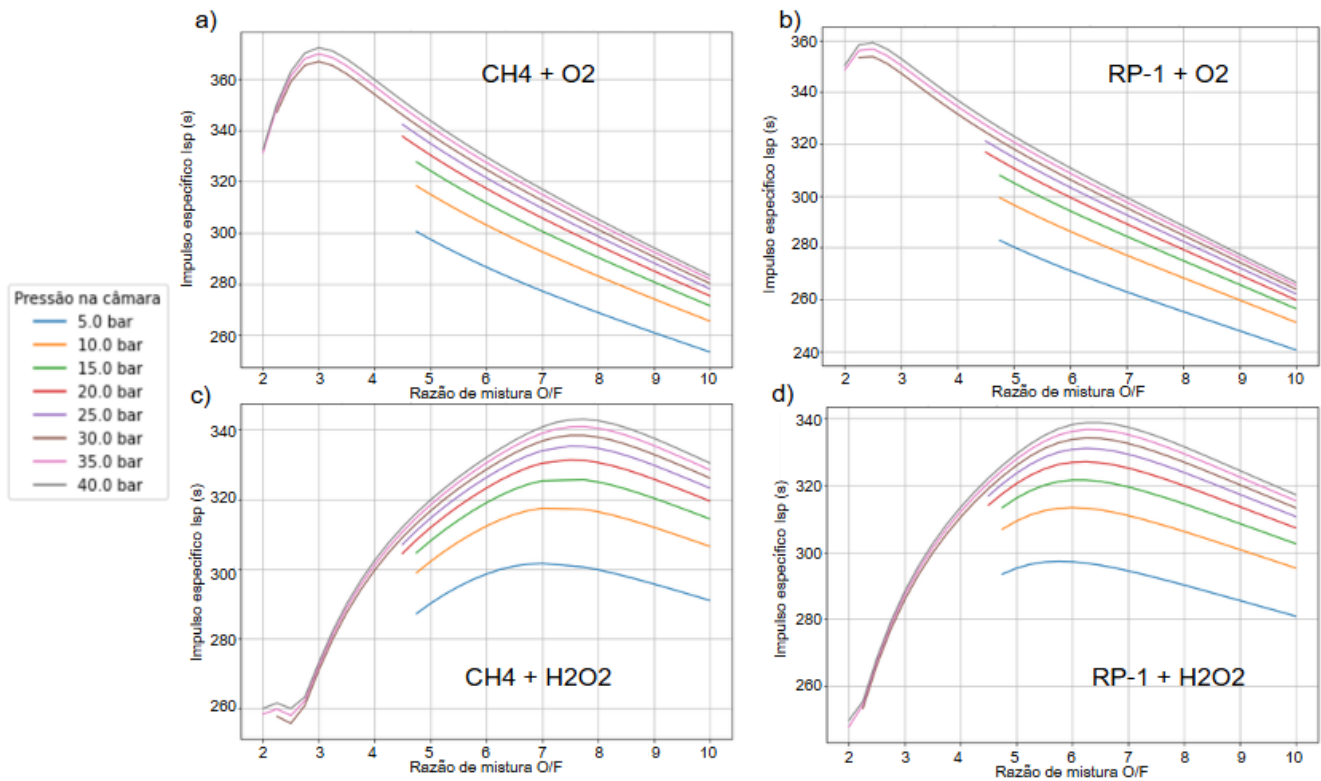 a)
CH4 + O2
Impulso específico Isp (s)
360
340
320
300
280
260
2 3 4 5 6 7 8 9 10
Razão de mistura O/F
b)
RP-1 + O2
Impulso específico Isp (s)
360
340
320
300
280
260
240
2 3 4 5 6 7 8 9 10
Razão de mistura O/F
Pressão na câmara
5.0 bar
10.0 bar
15.0 bar
20.0 bar
25.0 bar
30.0 bar
35.0 bar
40.0 bar
c)
CH4 + H2O2
Impulso específico Isp (s)
340
320
300
280
260
2 3 4 5 6 7 8 9 10
Razão de mistura O/F
d)
RP-1 + H2O2
Impulso específico Isp (s)
340
320
300
280
260
2 3 4 5 6 7 8 9 10
Razão de mistura O/F